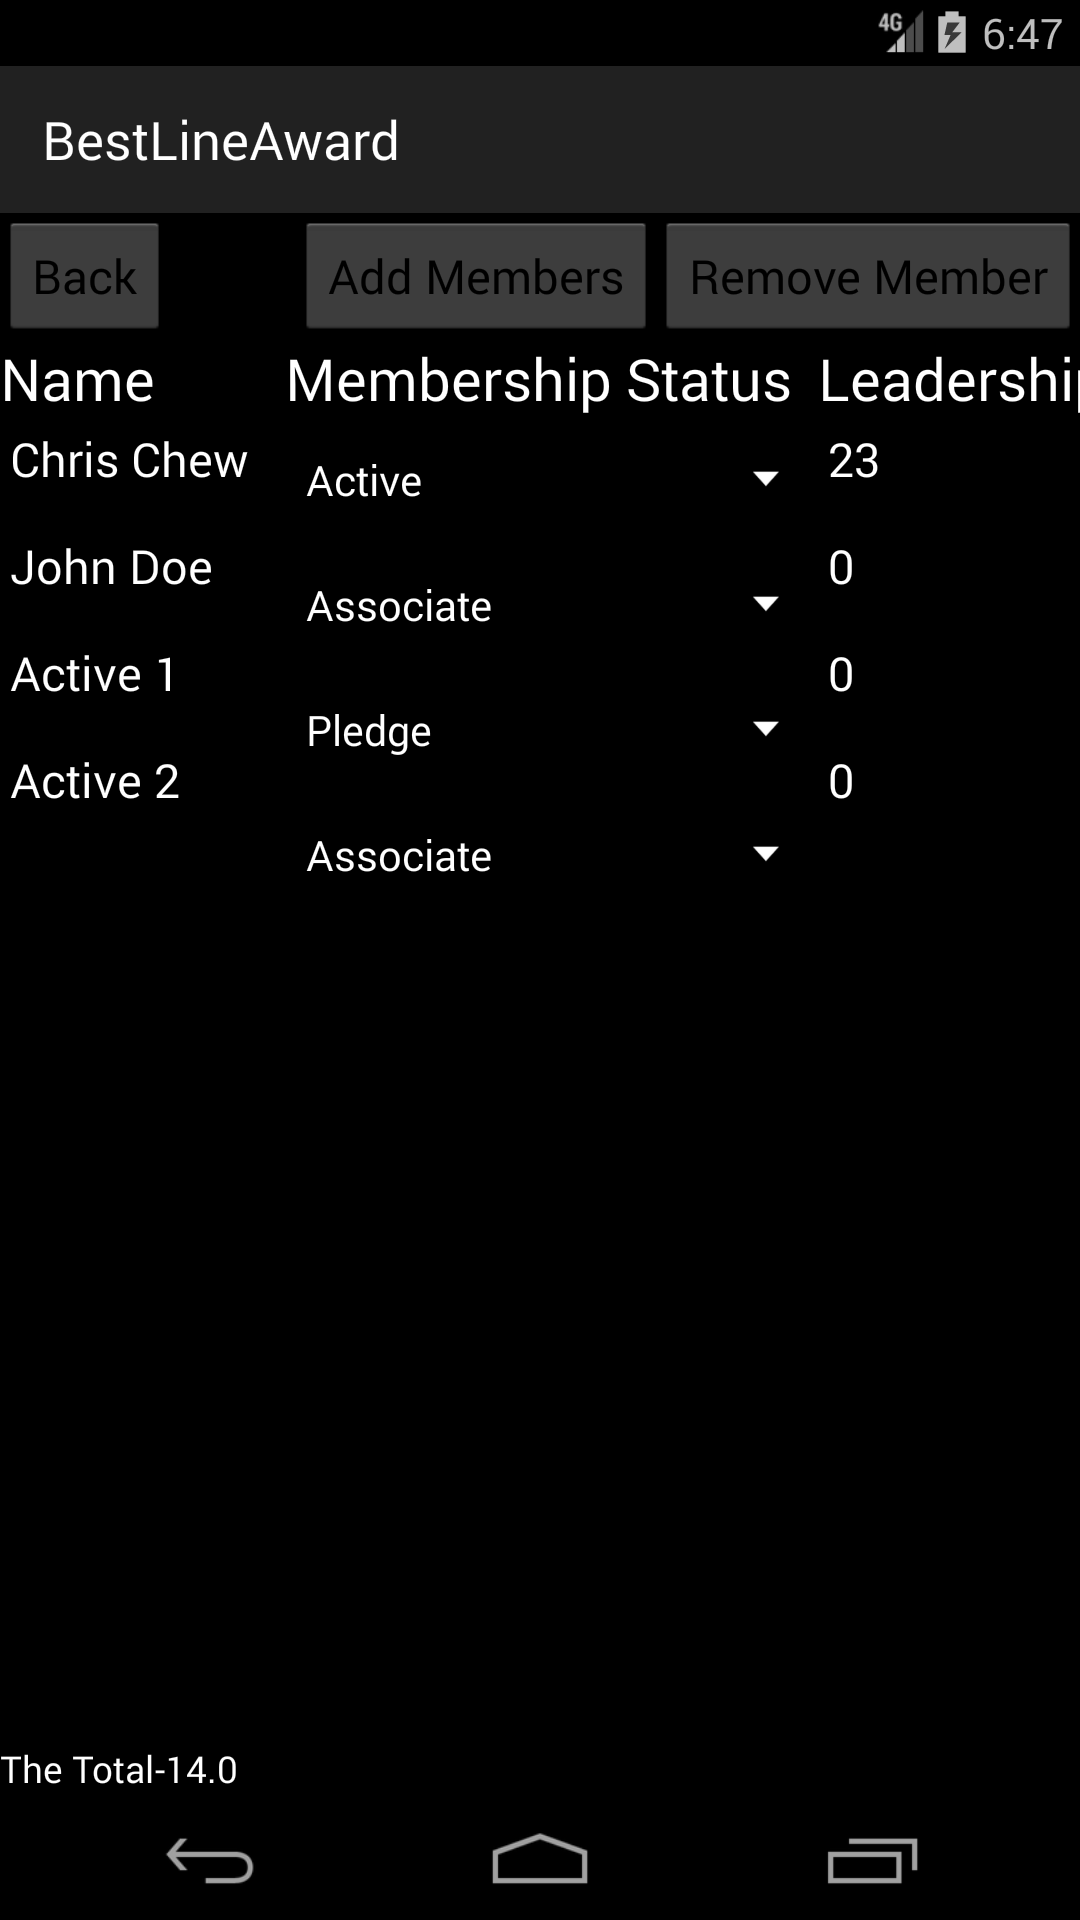 4G 6:47
BestLineAward
Back Add Members Remove Member
Name Membership Status Leadership
Chris Chew Active 23
John Doe Associate 0
Active 1 Pledge 0
Active 2 Associate 0
The Total-14.0